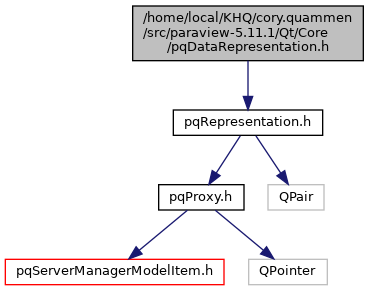 /home/local/KHQ/cory.quammen
/src/paraview-5.11.1/Qt/Core
/pqDataRepresentation.h
pqRepresentation.h
pqProxy.h
QPair
pqServerManagerModelItem.h
QPointer